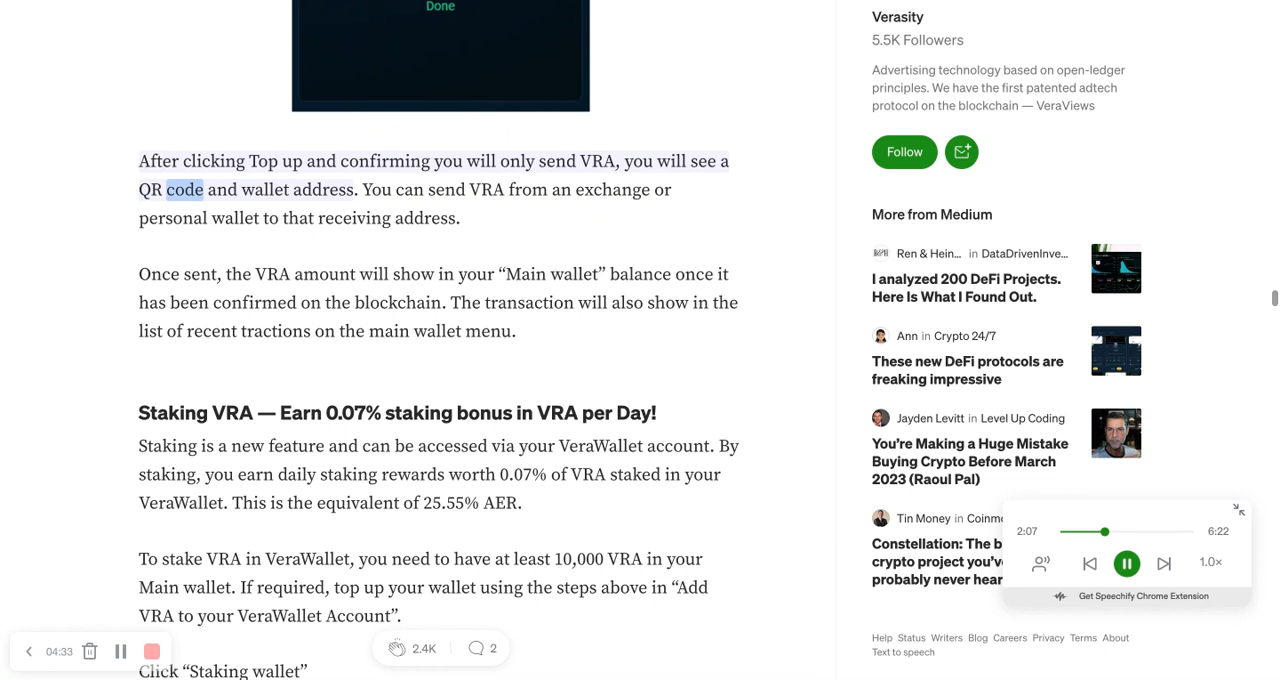 Done
After clicking Top up and confirming you will only send VRA, you will see a
QR code and wallet address. You can send VRA from an exchange or
personal wallet to that receiving address.
Once sent, the VRA amount will show in your “Main wallet” balance once it
has been confirmed on the blockchain. The transaction will also show in the
list of recent tractions on the main wallet menu.
Staking VRA — Earn 0.07% staking bonus in VRA per Day!
Staking is a new feature and can be accessed via your VeraWallet account. By
staking, you earn daily staking rewards worth 0.07% of VRA staked in your
VeraWallet. This is the equivalent of 25.55% AER.
To stake VRA in VeraWallet, you need to have at least 10,000 VRA in your
Main wallet. If required, top up your wallet using the steps above in “Add
VRA to your VeraWallet Account”.
Click “Staking wallet”
04:33
2.4K
2
Verasity
5.5K Followers
Advertising technology based on open-ledger
principles. We have the first patented adtech
protocol on the blockchain — VeraViews
Follow
More from Medium
Ren & Hein... in DataDrivenInve...
I analyzed 200 DeFi Projects.
Here Is What I Found Out.
Ann in Crypto 24/7
These new DeFi protocols are
freaking impressive
Jayden Levitt in Level Up Coding
You’re Making a Huge Mistake
Buying Crypto Before March
2023 (Raoul Pal)
Tin Money in Coinmo
Constellation: The b
crypto project you’v
probably never hear
2:07
6:22
1.0×
Get Speechify Chrome Extension
Help Status Writers Blog Careers Privacy Terms About
Text to speech